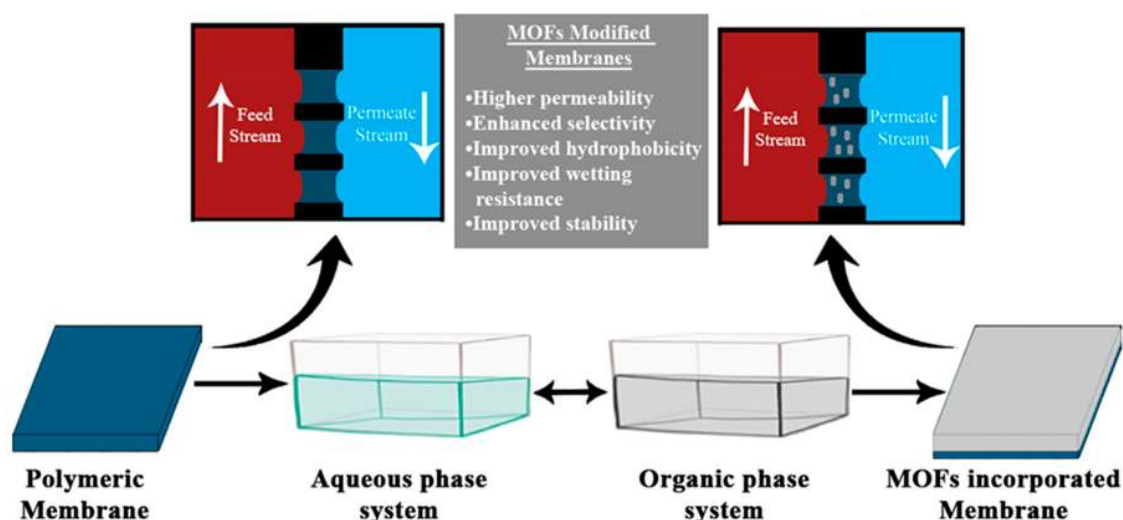 Feed
Stream
Permeate
Stream
MOFs Modified
Membranes
•Higher permeability
•Enhanced selectivity
•Improved hydrophobicity
•Improved wetting
resistance
•Improved stability
Feed
Stream
Permeate
Stream
Polymeric
Membrane
Aqueous phase
system
Organic phase
system
MOFs incorporated
Membrane